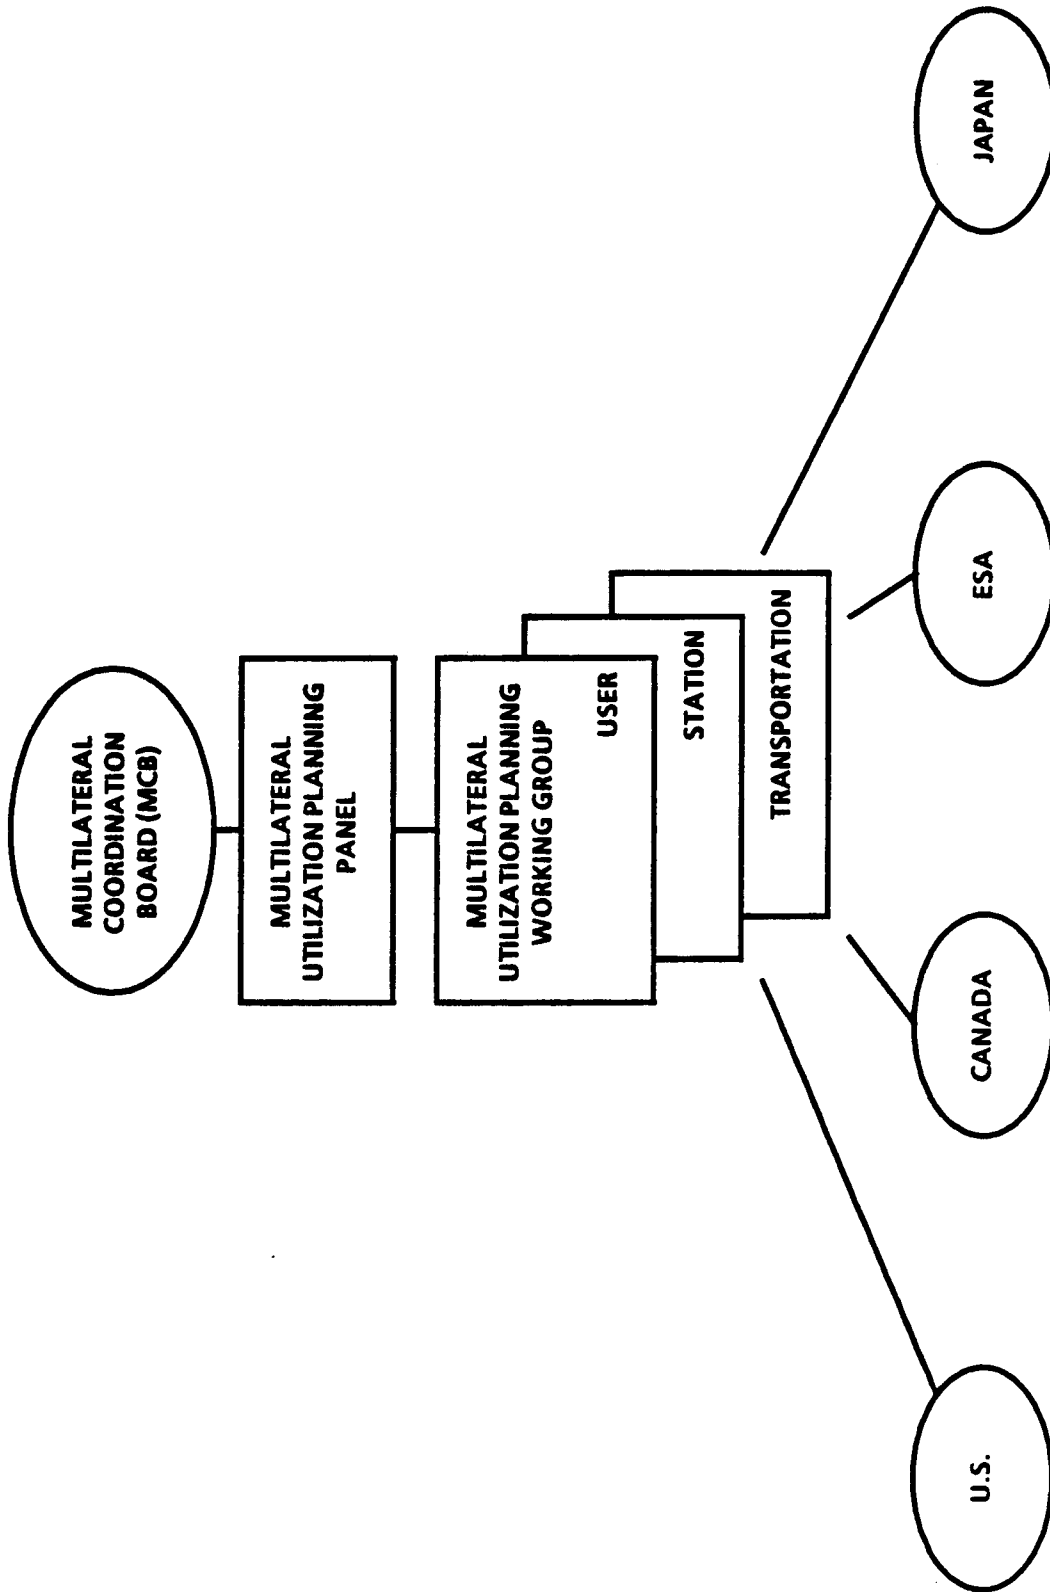 MULTILATERAL
COORDINATION
BOARD (MCB)
MULTILATERAL
UTILIZATION PLANNING
PANEL
MULTILATERAL
UTILIZATION PLANNING
WORKING GROUP
USER
STATION
TRANSPORTATION
U.S.
CANADA
ESA
JAPAN